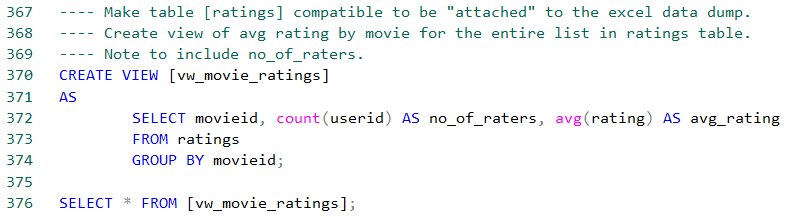 367 ---- Make table [ratings] compatible to be "attached" to the excel data dump.
368 ---- Create view of avg rating by movie for the entire list in ratings table.
369 ---- Note to include no_of_raters.
370 CREATE VIEW [vw_movie_ratings]
371 AS
372 SELECT movieid, count(userid) AS no_of_raters, avg(rating) AS avg_rating
373 FROM ratings
374 GROUP BY movieid;
375
376 SELECT * FROM [vw_movie_ratings];